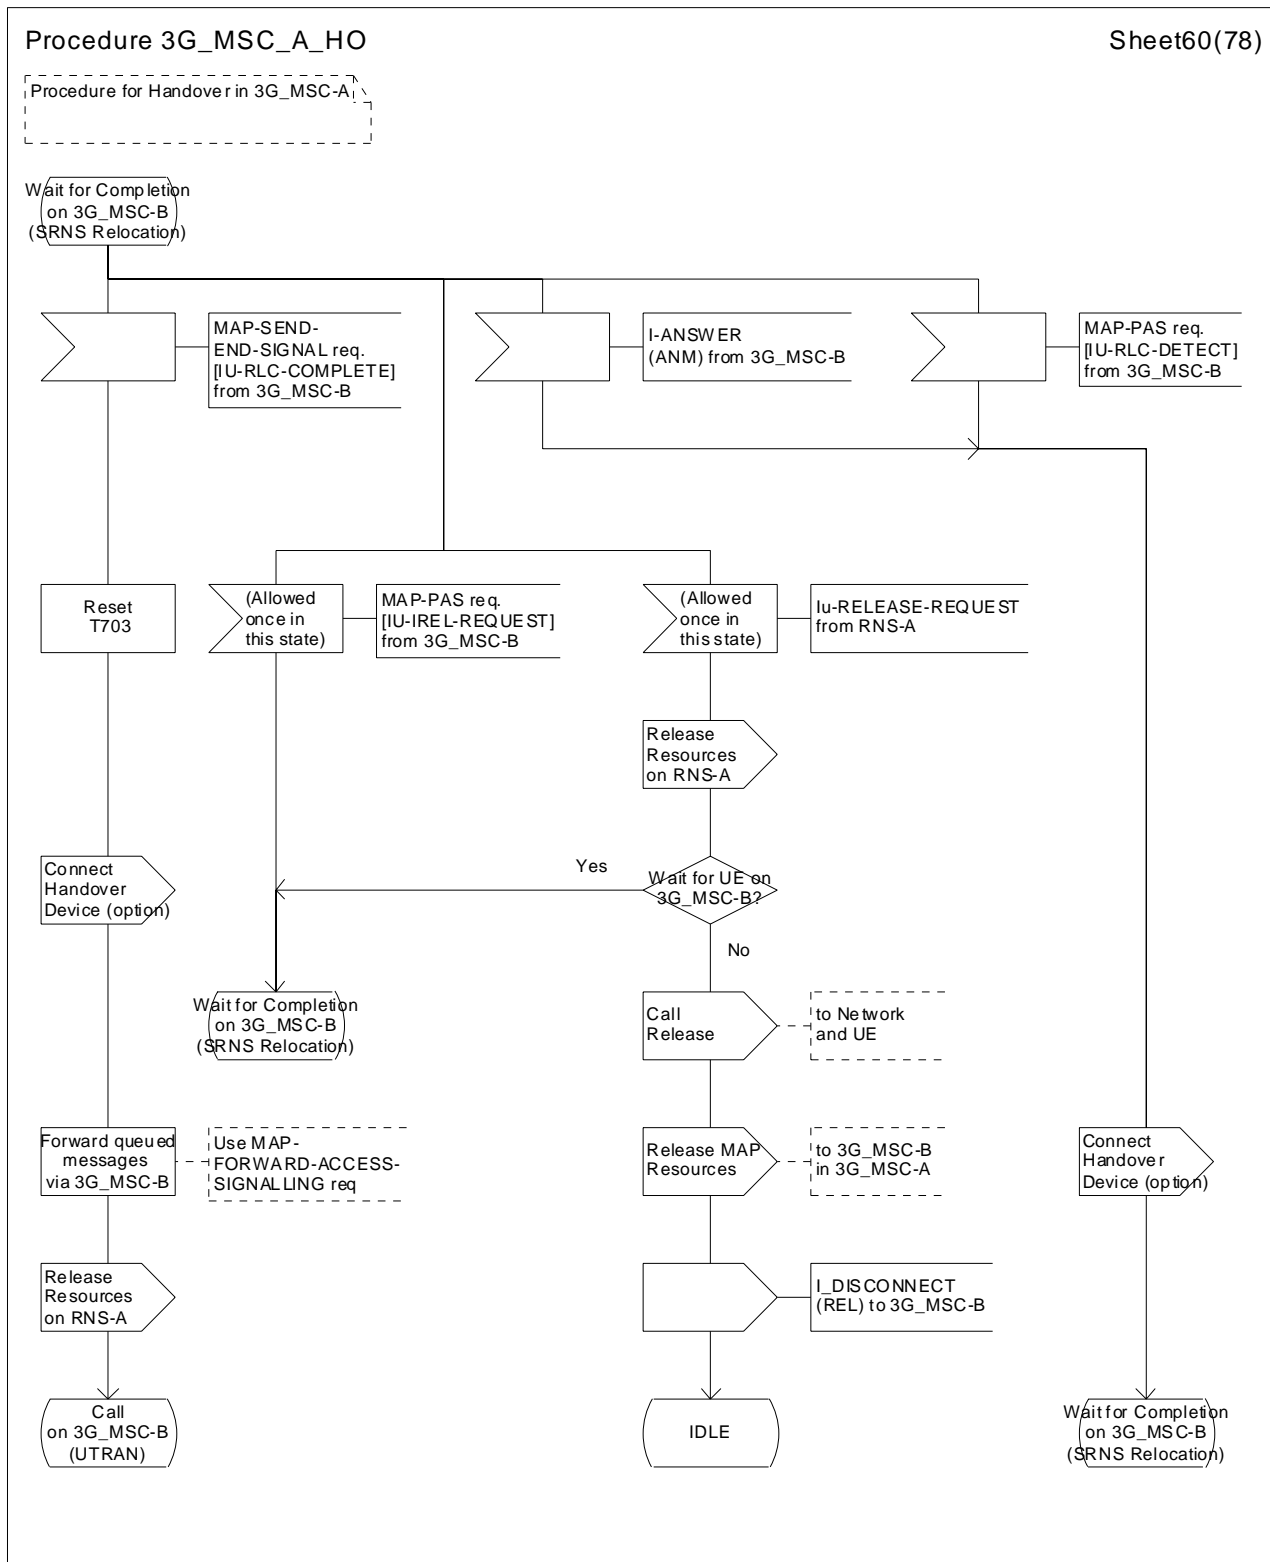 Procedure 3G_MSC_A_HO
Sheet60(78)
Procedure for Handover in 3G_MSC-A
Wait for Completion
on 3G_MSC-B
(SRNS Relocation)
MAP-SEND-
END-SIGNAL req.
[IU-RLC-COMPLETE]
from 3G_MSC-B
I-ANSWER
(ANM) from 3G_MSC-B
MAP-PAS req.
[IU-RLC-DETECT]
from 3G_MSC-B
Reset
T703
(Allowed
once in
this state)
MAP-PAS req.
[IU-IREL-REQUEST]
from 3G_MSC-B
(Allowed
once in
this state)
Iu-RELEASE-REQUEST
from RNS-A
Release
Resources
on RNS-A
Connect
Handover
Device (option)
Yes
Wait for UE on
3G_MSC-B?
No
Wait for Completion
on 3G_MSC-B
(SRNS Relocation)
Call
Release
to Network
and UE
Forward queued
messages
via 3G_MSC-B
Use MAP-
FORWARD-ACCESS-
SIGNALLING req
Release MAP
Resources
to 3G_MSC-B
in 3G_MSC-A
Connect
Handover
Device (option)
Release
Resources
on RNS-A
I_DISCONNECT
(REL) to 3G_MSC-B
Call
on 3G_MSC-B
(UTRAN)
IDLE
Wait for Completion
on 3G_MSC-B
(SRNS Relocation)